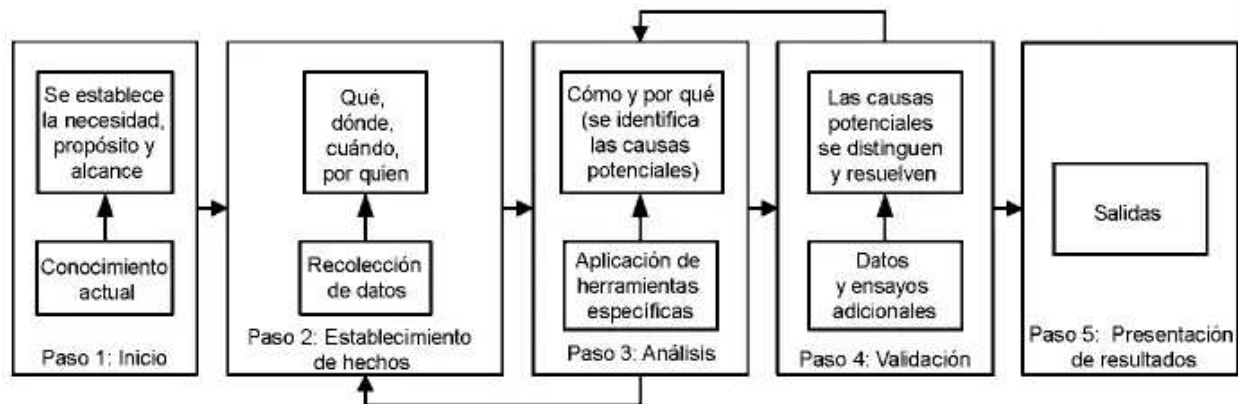 Se establece
la necesidad,
propósito y
alcance
Conocimiento
actual
Paso 1: Inicio
Qué,
dónde,
cuándo,
por quien
Recolección
de datos
Paso 2: Establecimiento
de hechos
Cómo y por qué
(se identifica
las causas
potenciales)
Aplicación de
herramientas
específicas
Paso 3: Análisis
Las causas
potenciales
se distinguen
y resuelven
Datos
y ensayos
adicionales
Paso 4: Validación
Salidas
Paso 5: Presentación
de resultados